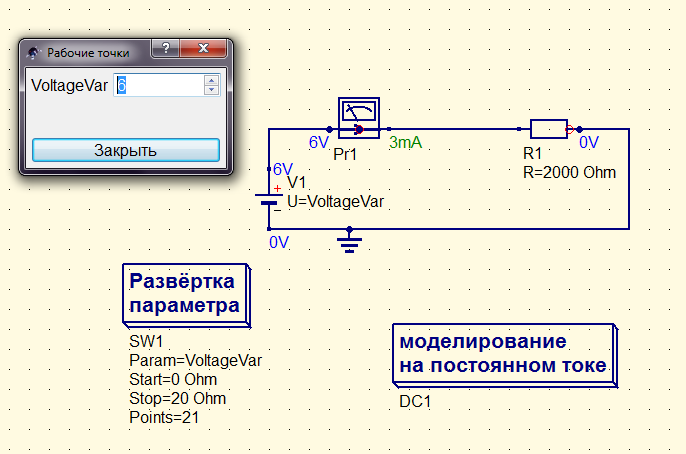 Рабочие точки
?
VoltageVar 6
Закрыть
6V
Pr1
3mA
0V
R1
R=2000 Ohm
6V
+
V1
U=VoltageVar
−
0V
Развёртка
параметра
SW1
Param=VoltageVar
Start=0 Ohm
Stop=20 Ohm
Points=21
моделирование
на постоянном токе
DC1